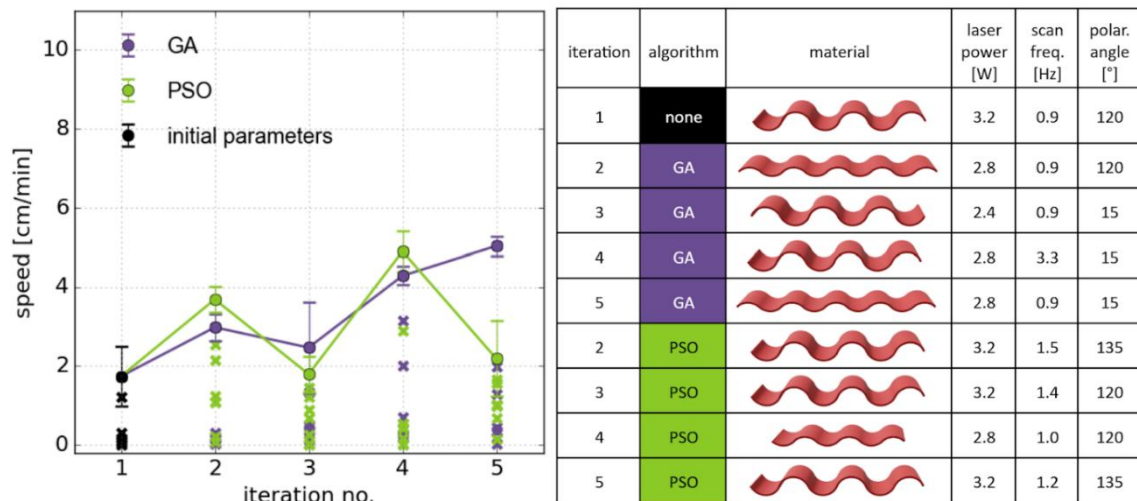 10
8
6
4
2
0
speed [cm/min]
GA
PSO
initial parameters
1 2 3 4 5
iteration no.
iteration algorithm material laser power [W] scan freq. [Hz] polar. angle [°]
1 none 3.2 0.9 120
2 GA 2.8 0.9 120
3 GA 2.4 0.9 15
4 GA 2.8 3.3 15
5 GA 2.8 0.9 15
2 PSO 3.2 1.5 135
3 PSO 3.2 1.4 120
4 PSO 2.8 1.0 120
5 PSO 3.2 1.2 135